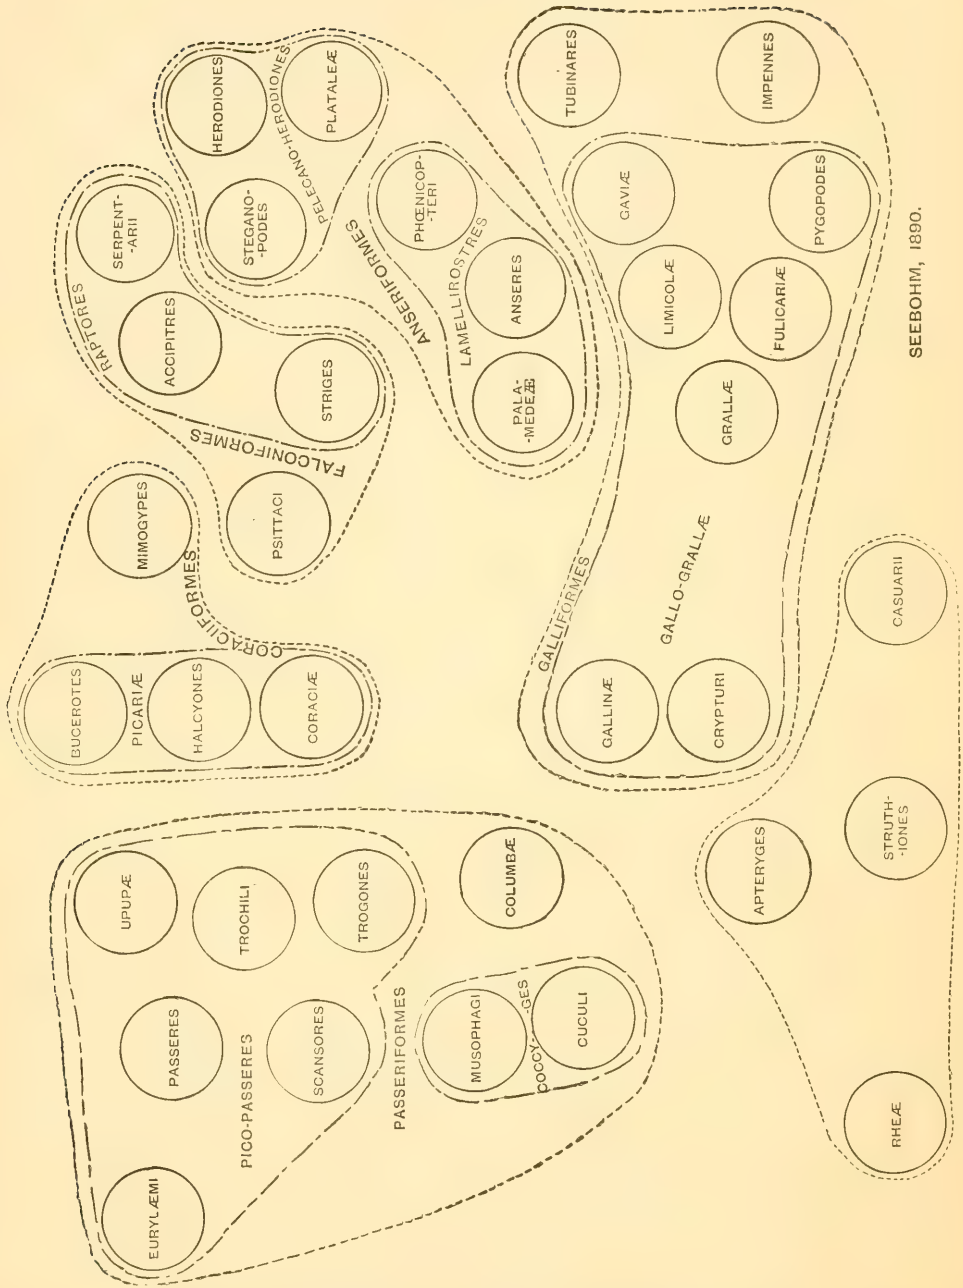 EURYLÆMI
UPUPÆ
PASSERES
TROCHILI
PICO-PASSERES
SCANSORES
TROGONES
PASSERIFORMES
MUSOPHAGI
COCCY-
-GES
CUCULI
COLUMBÆ
BUCEROTES
PICARIÆ
HALCYONES
CORACIÆ
CORACIIFORMES
MIMOGYPES
PSITTACI
FALCONIFORMES
RAPTORES
SERPENT-
-ARII
ACCIPITRES
STRIGES
HERODIONES
STEGANO-
-PODES
PELECANO-HERODIONES
PLATALEÆ
ANSERIFORMES
PHŒNICOP-
-TERI
LAMELLIROSTRES
ANSERES
PALA-
-MEDEÆ
GALLIFORMES
TUBINARES
IMPENNES
GAVIÆ
PYGOPODES
LIMICOLÆ
FULICARIÆ
GRALLÆ
GALLO-GRALLÆ
GALLINÆ
CRYPTURI
RHEÆ
APTERYGES
STRUTH-
-IONES
CASUARII
SEEBOHM, 1890.